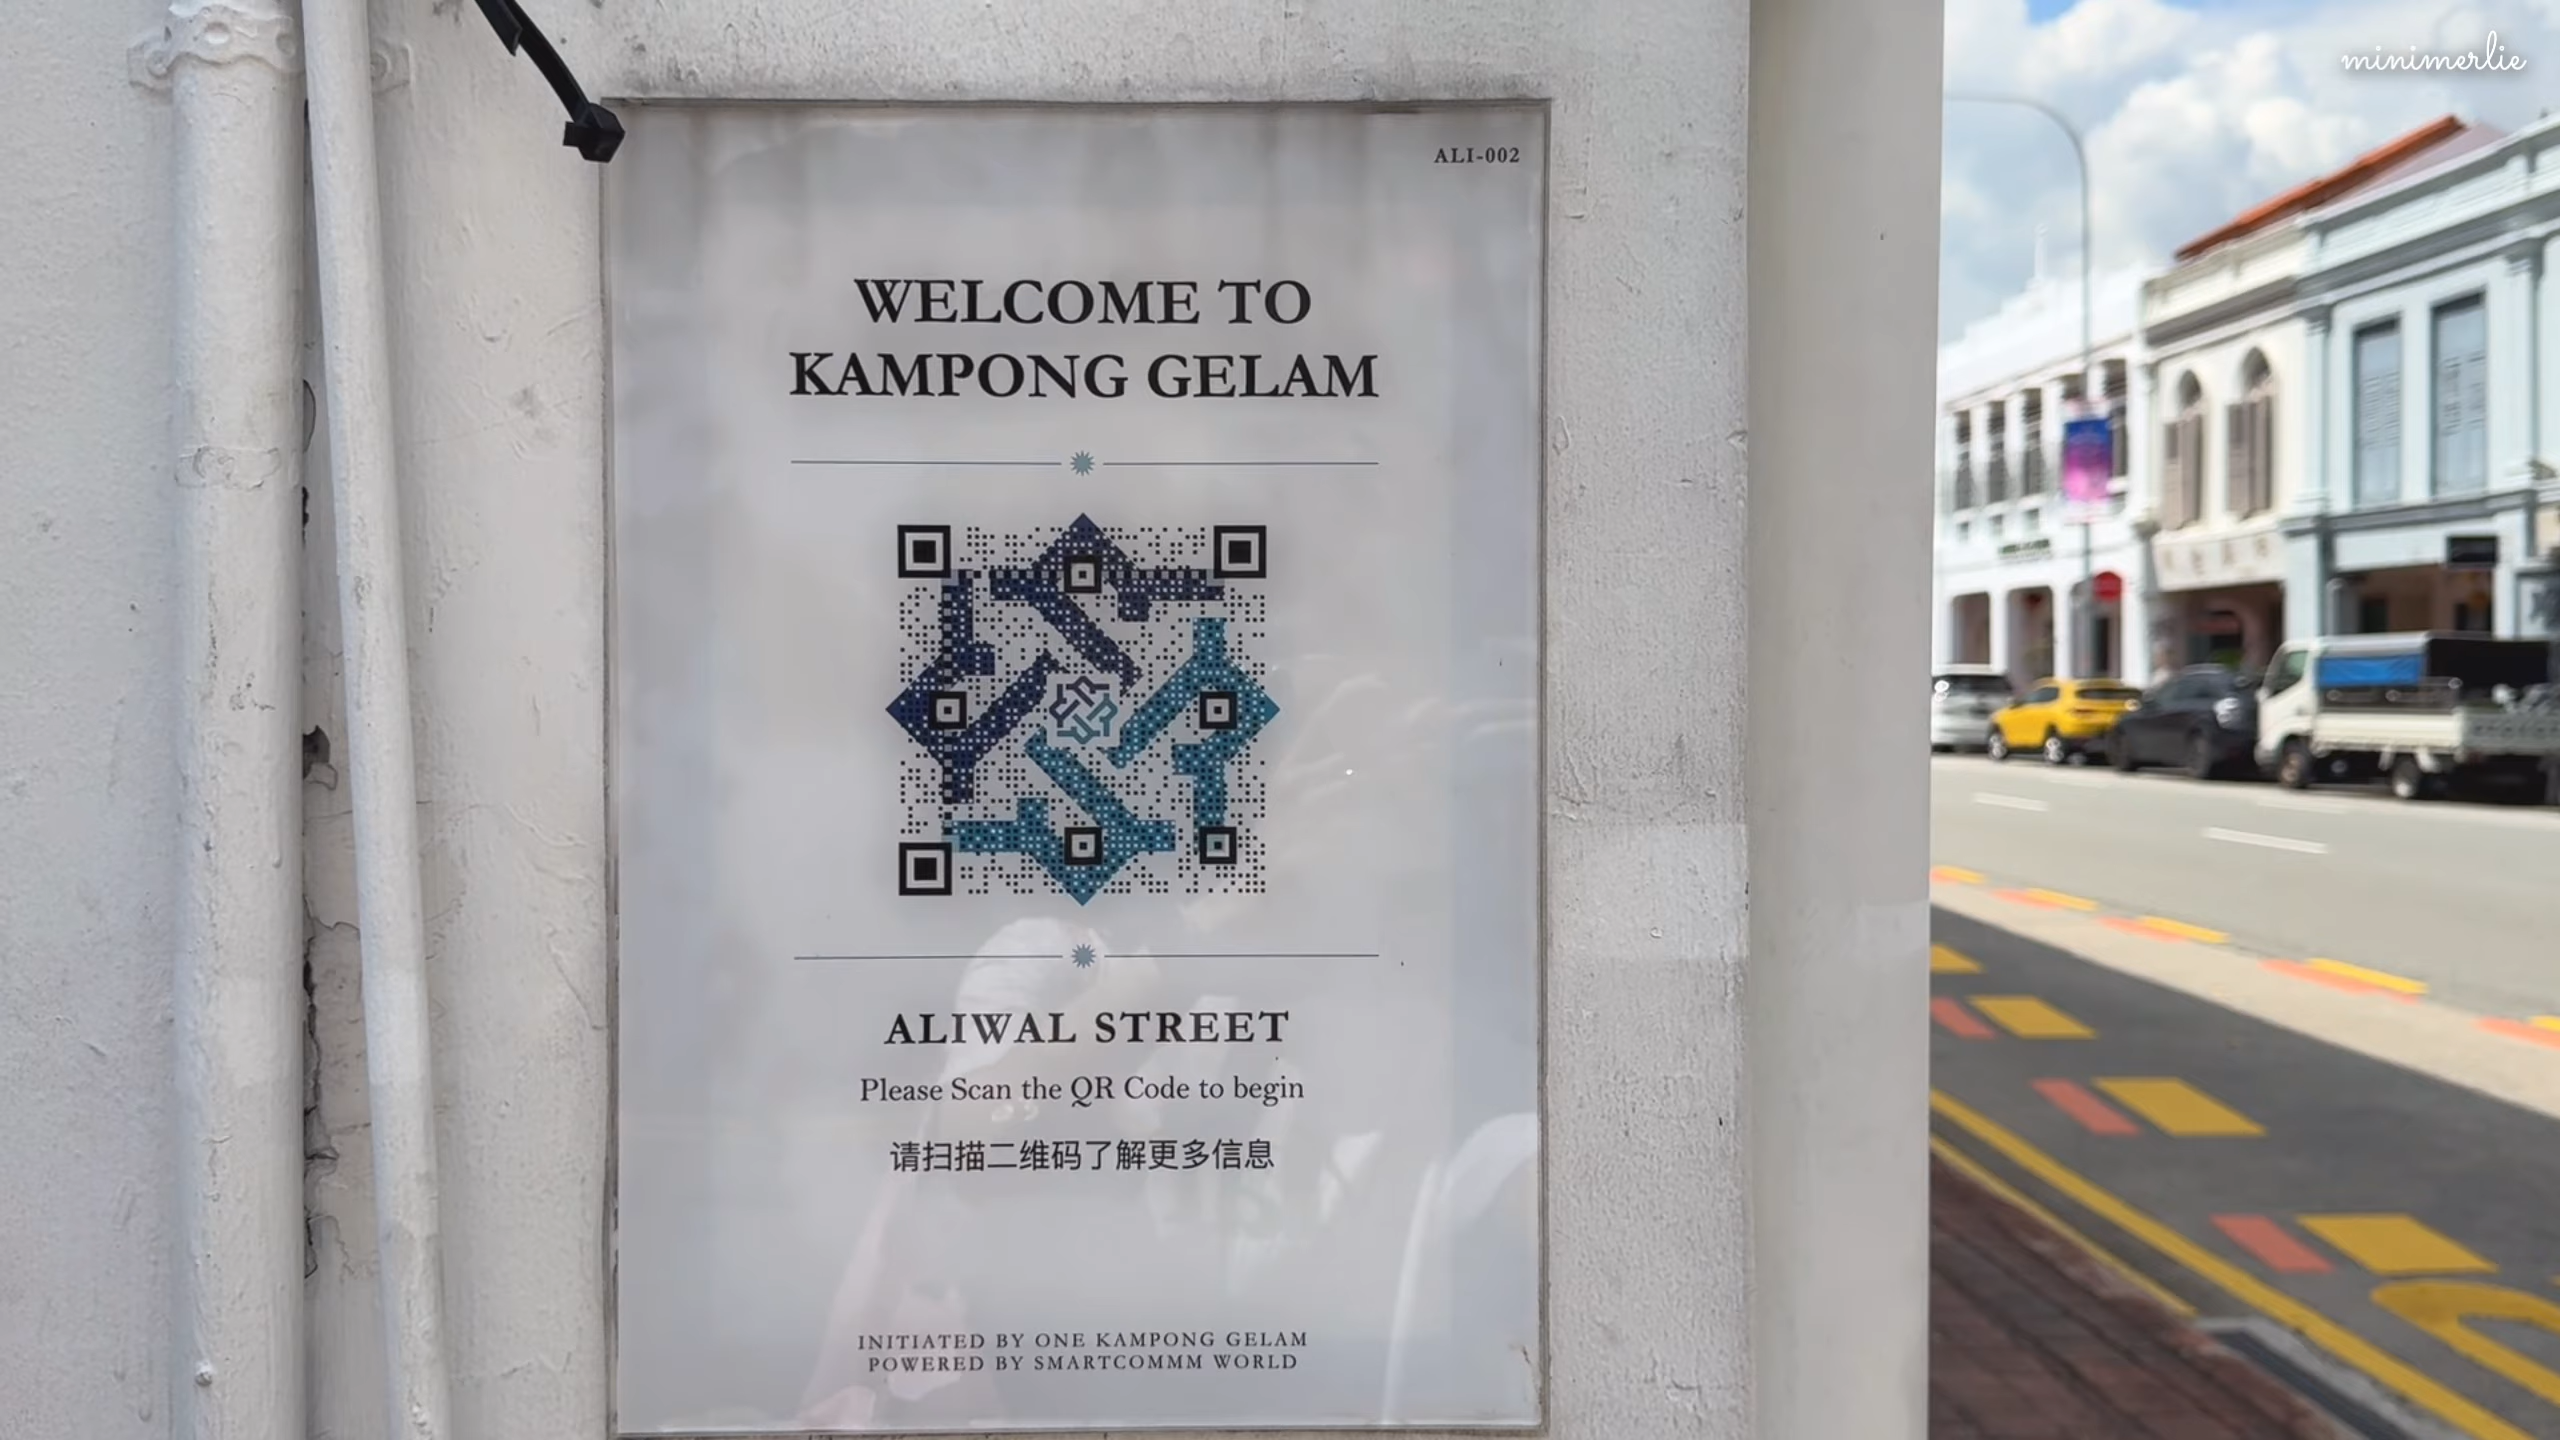 minimerlie
ALI-002
WELCOME TO
KAMPONG GELAM
ALIWAL STREET
Please Scan the QR Code to begin
请扫描二维码了解更多信息
INITIATED BY ONE KAMPONG GELAM
POWERED BY SMARTCOMMM WORLD